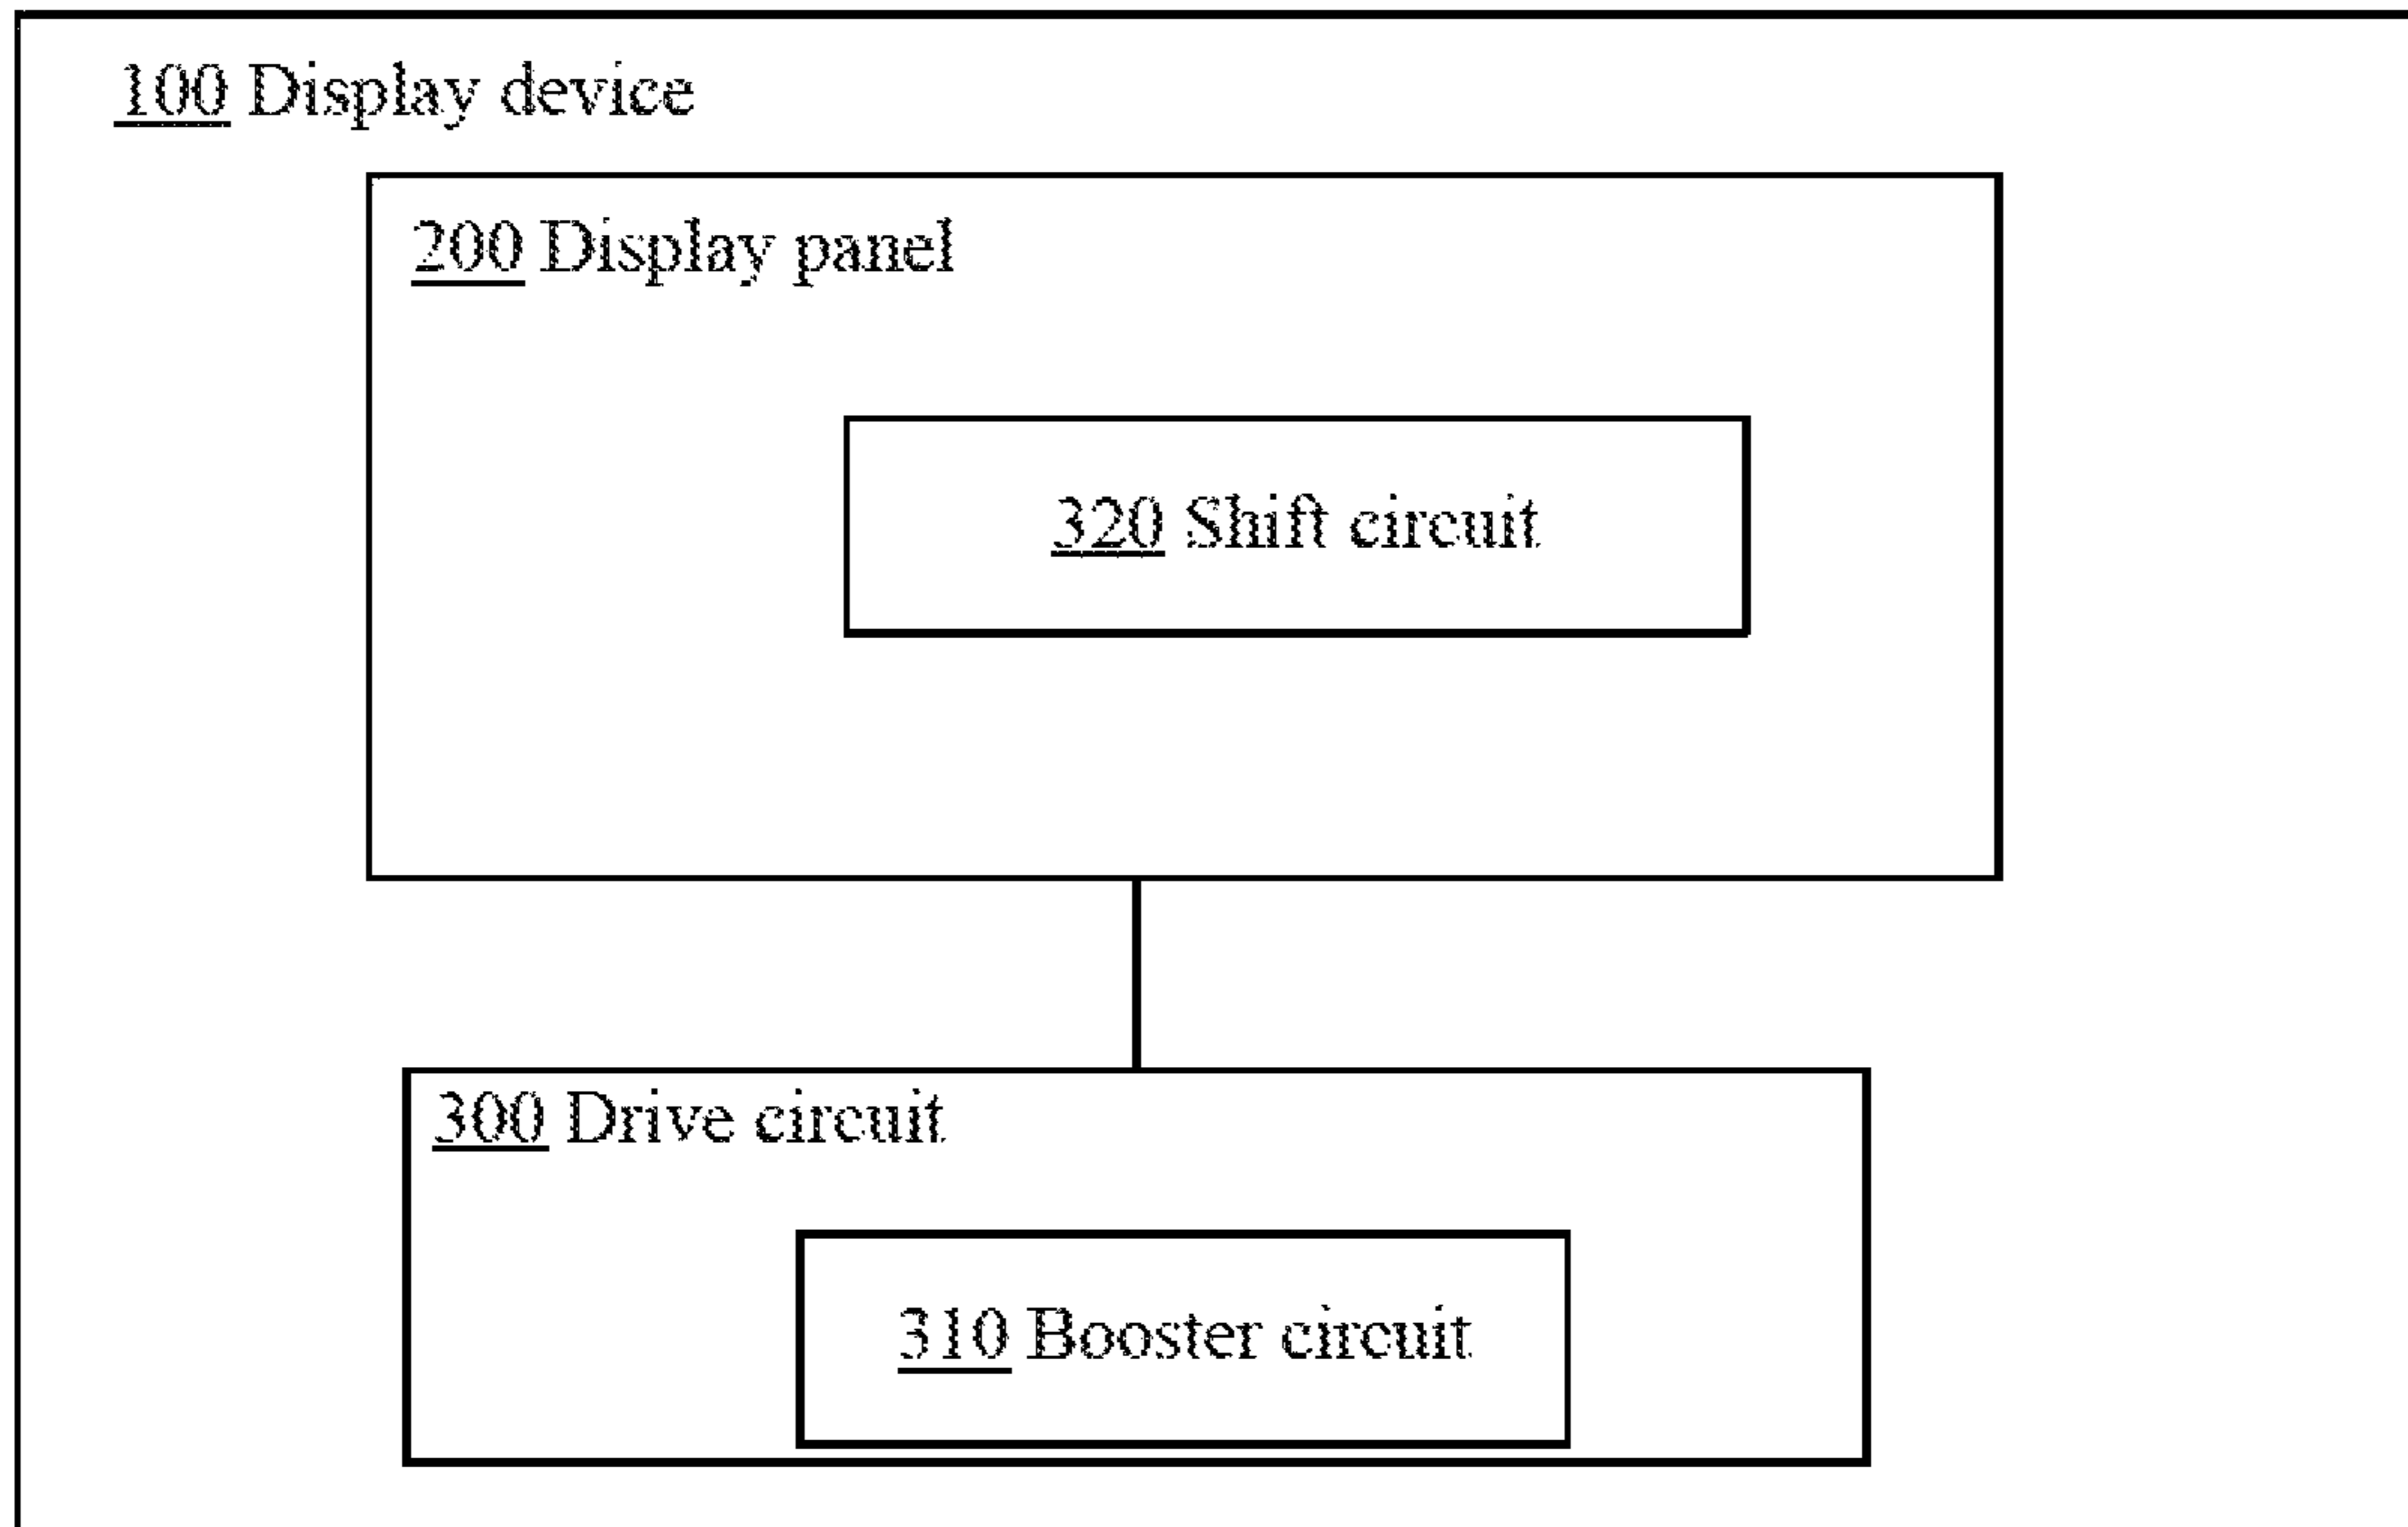 100 Display device
200 Display panel
320 Shift circuit
300 Drive circuit
310 Booster circuit